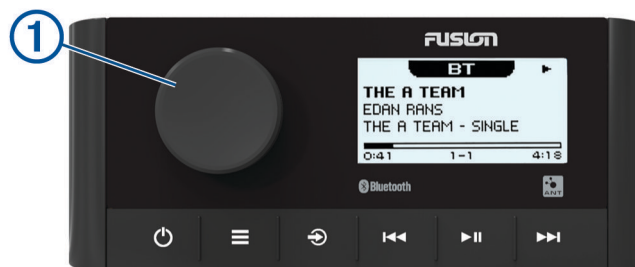 1
FUSION
BT
THE A TEAM
EDAN RANS
THE A TEAM - SINGLE
0:41 1-1 4:18
Bluetooth
ANT